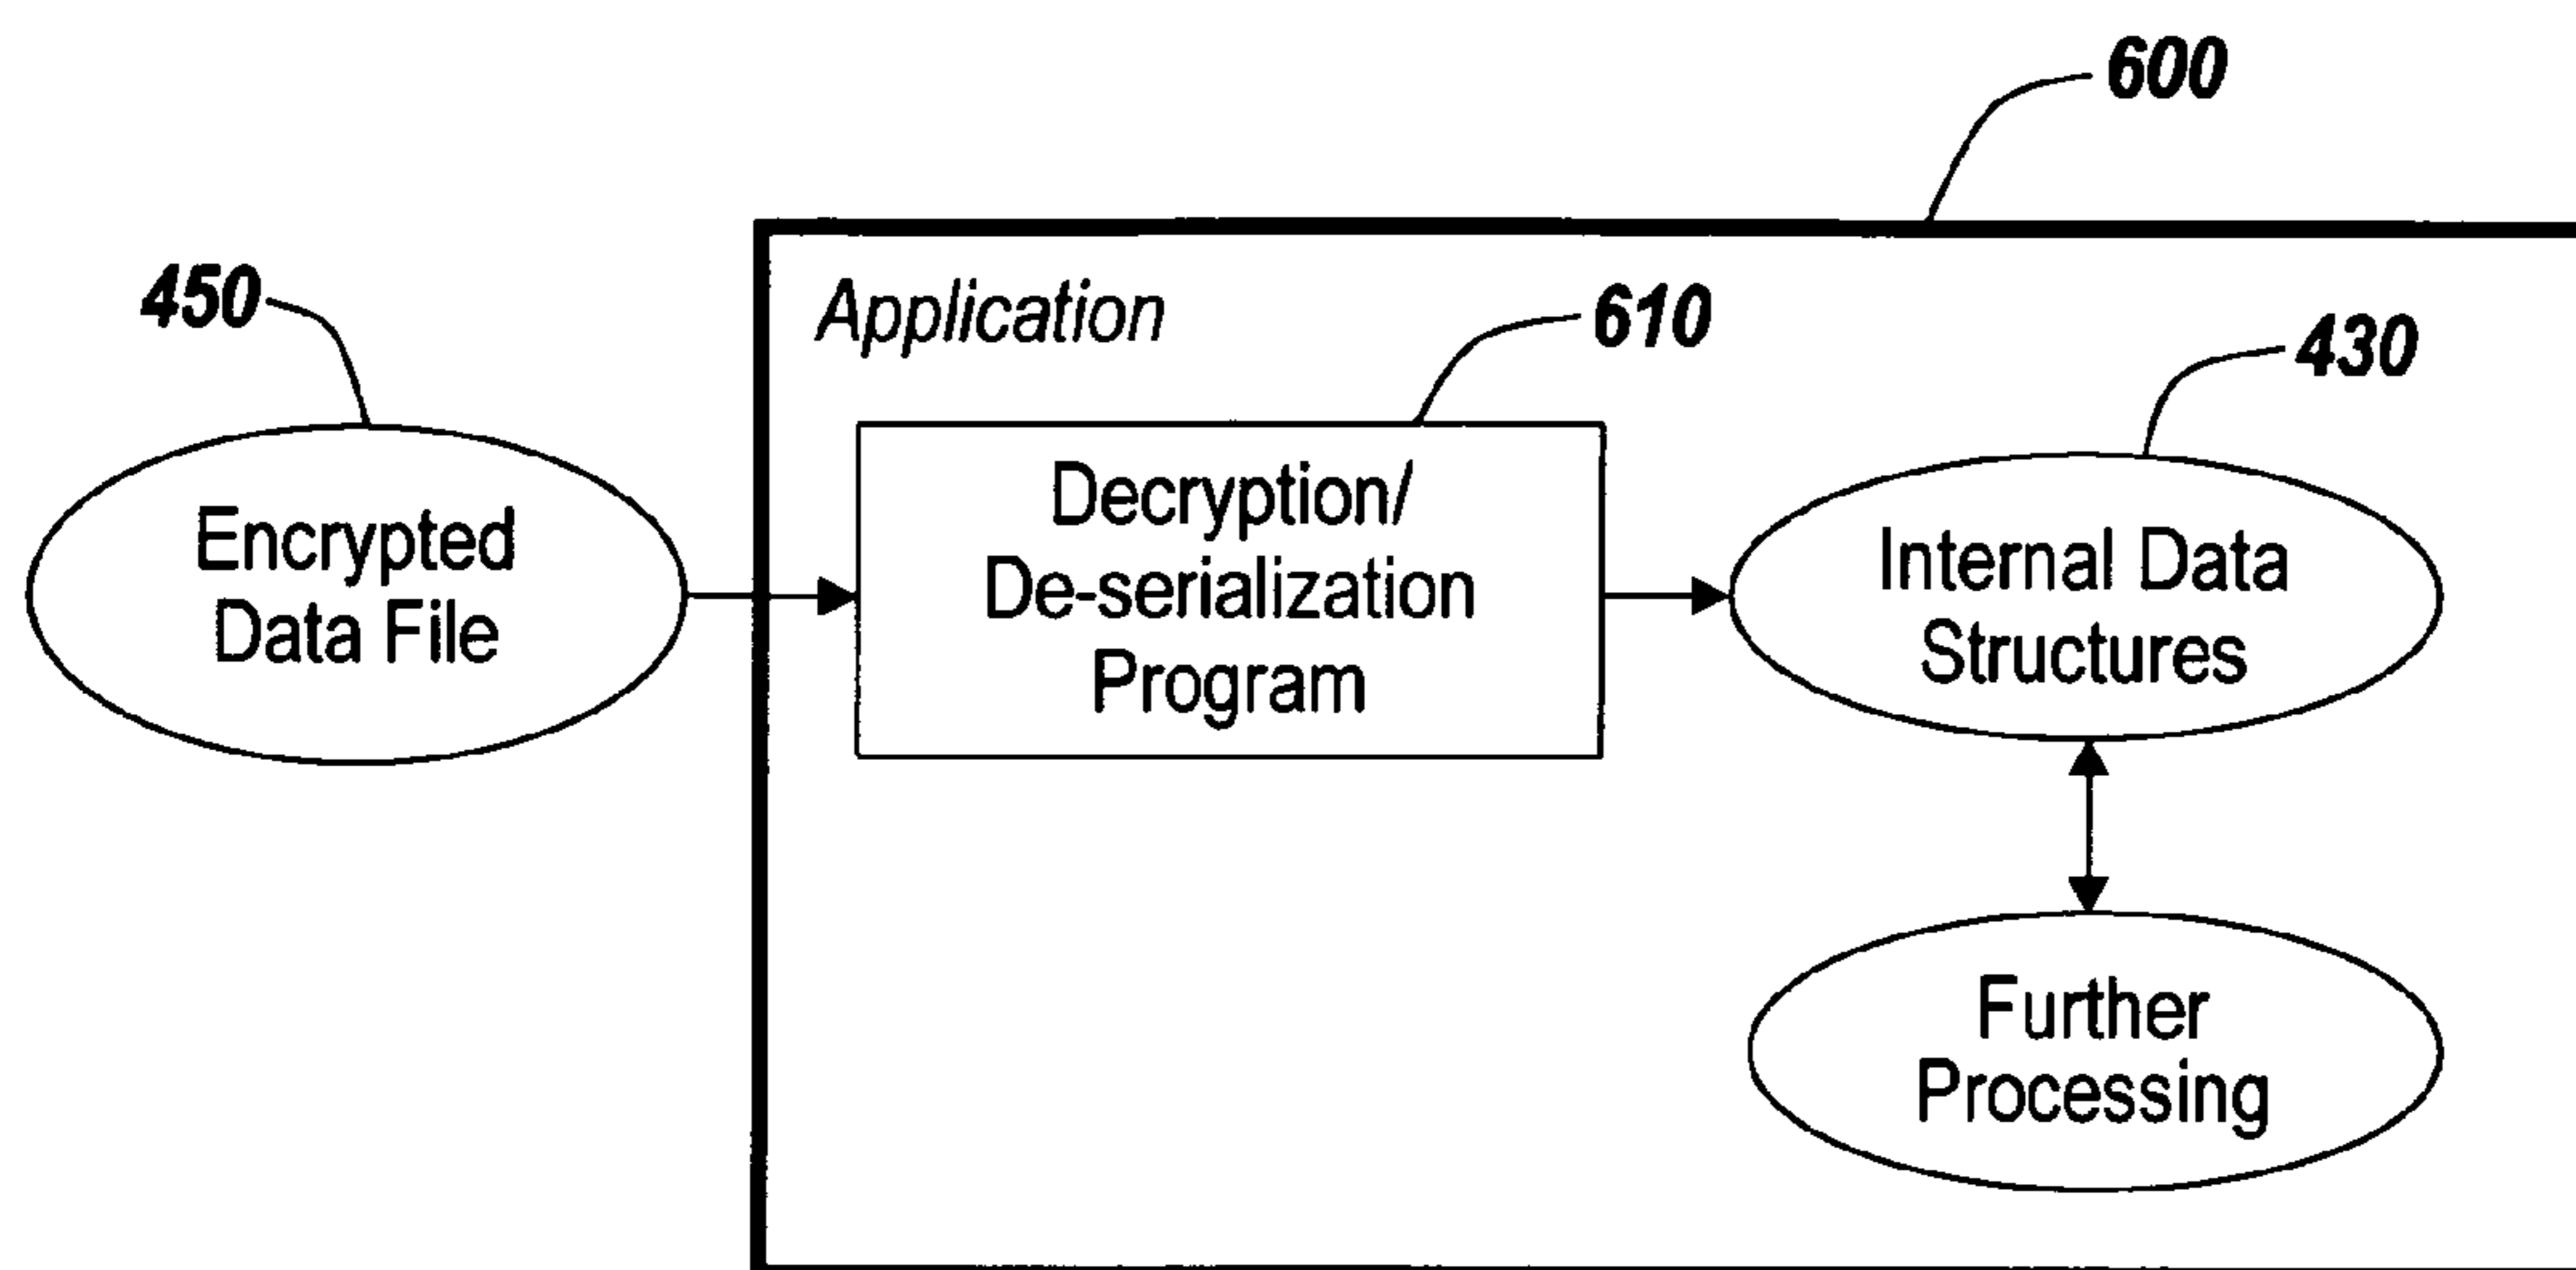 600
450
Application
610
430
Encrypted
Data File
Decryption/
De-serialization
Program
Internal Data
Structures
Further
Processing